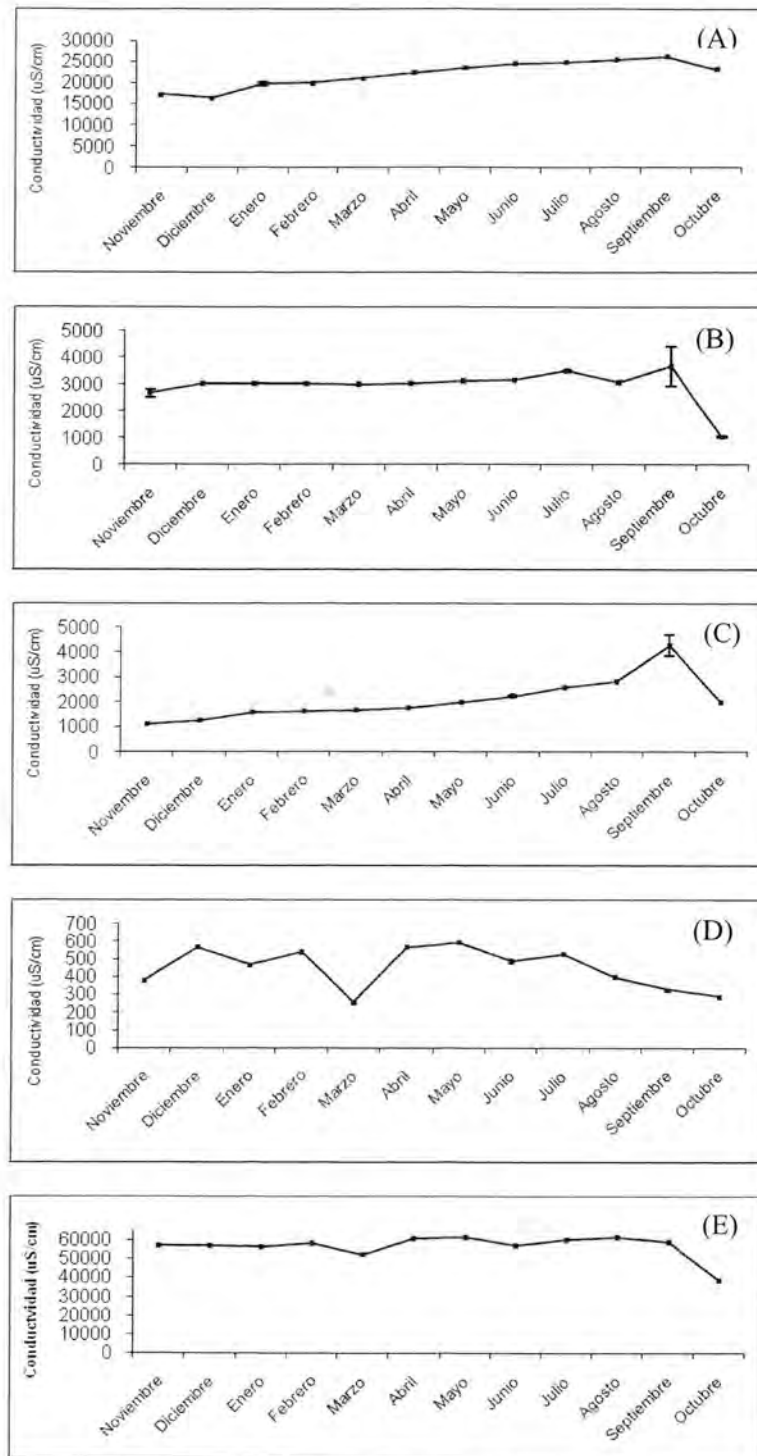 (A)
Conductividad (uS/cm)
30000
25000
20000
15000
10000
5000
0
Noviembre
Diciembre
Enero
Febrero
Marzo
Abril
Mayo
Junio
Julio
Agosto
Septiembre
Octubre
(B)
Conductividad (uS/cm)
5000
4000
3000
2000
1000
0
Noviembre
Diciembre
Enero
Febrero
Marzo
Abril
Mayo
Junio
Julio
Agosto
Septiembre
Octubre
(C)
Conductvidad (uS/cm)
5000
4000
3000
2000
1000
0
Noviembre
Diciembre
Enero
Febrero
Marzo
Abril
Mayo
Junio
Julio
Agosto
Septiembre
Octubre
(D)
Conductividad (uS/cm)
700
600
500
400
300
200
100
0
Noviembre
Diciembre
Enero
Febrero
Marzo
Abril
Mayo
Junio
Julio
Agosto
Septiembre
Octubre
(E)
Conductvidad (uS/cm)
60000
50000
40000
30000
20000
10000
0
Noviembre
Diciembre
Enero
Febrero
Marzo
Abril
Mayo
Junio
Julio
Agosto
Septiembre
Octubre